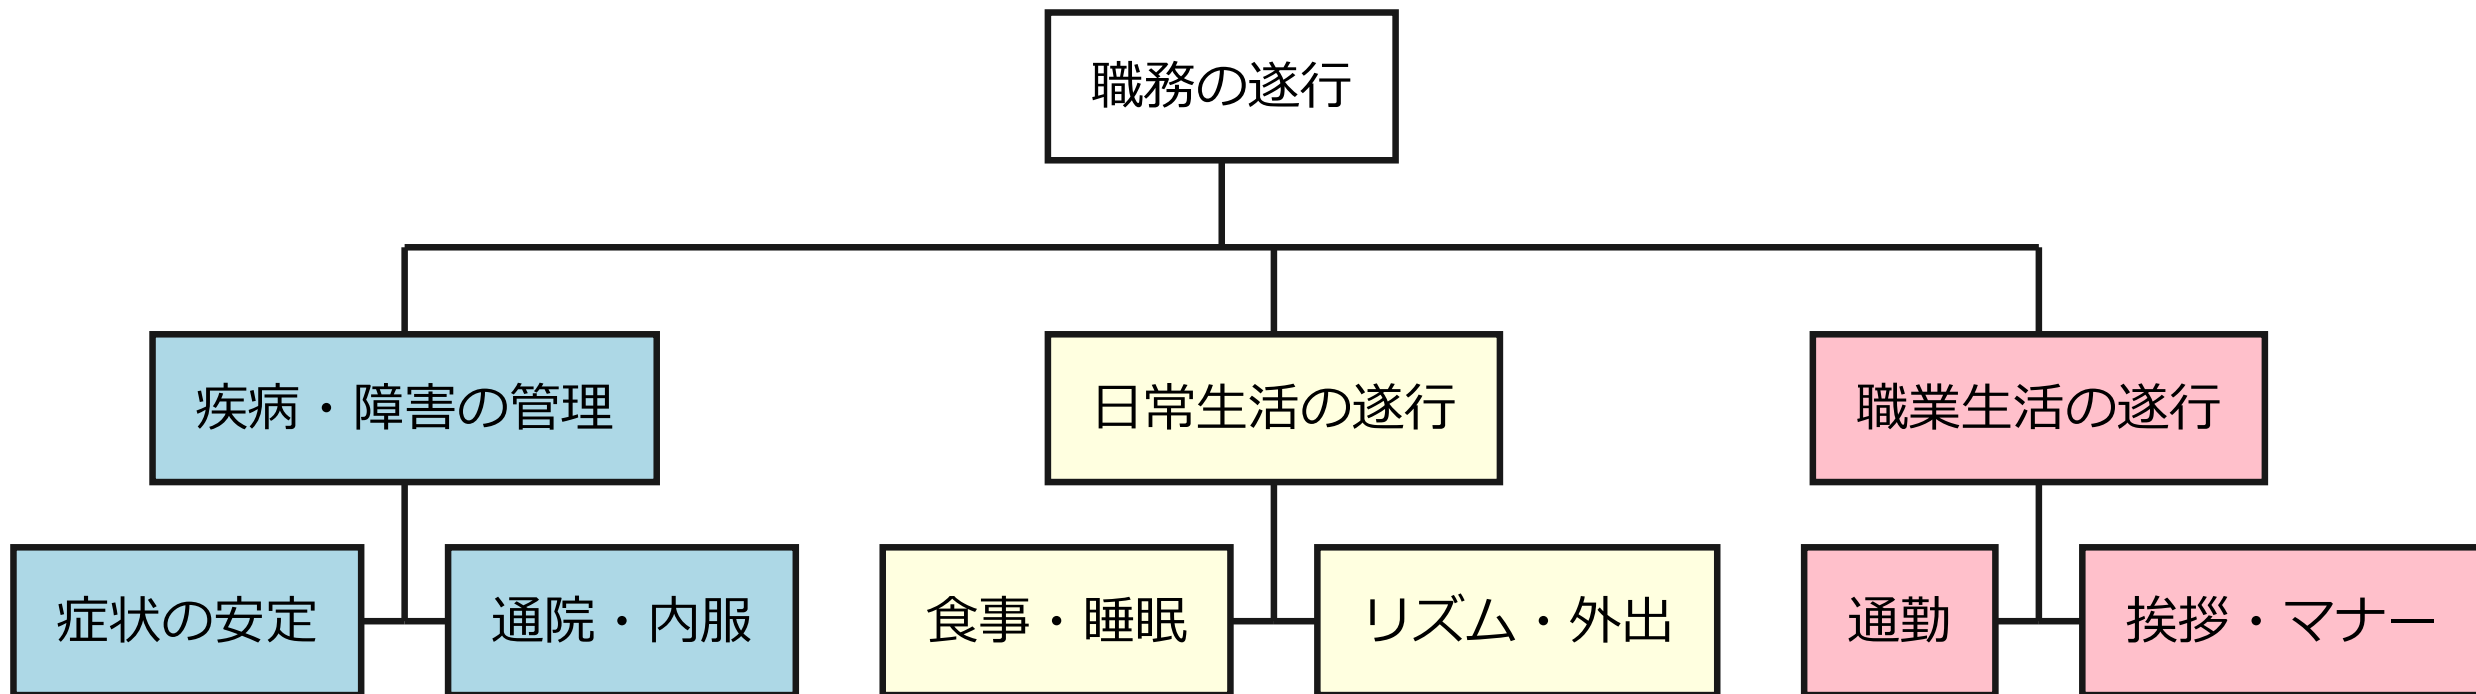 職務の遂行
疾病・障害の管理
日常生活の遂行
職業生活の遂行
症状の安定
通院・内服
食事・睡眠
リズム・外出
通勤
挨拶・マナー